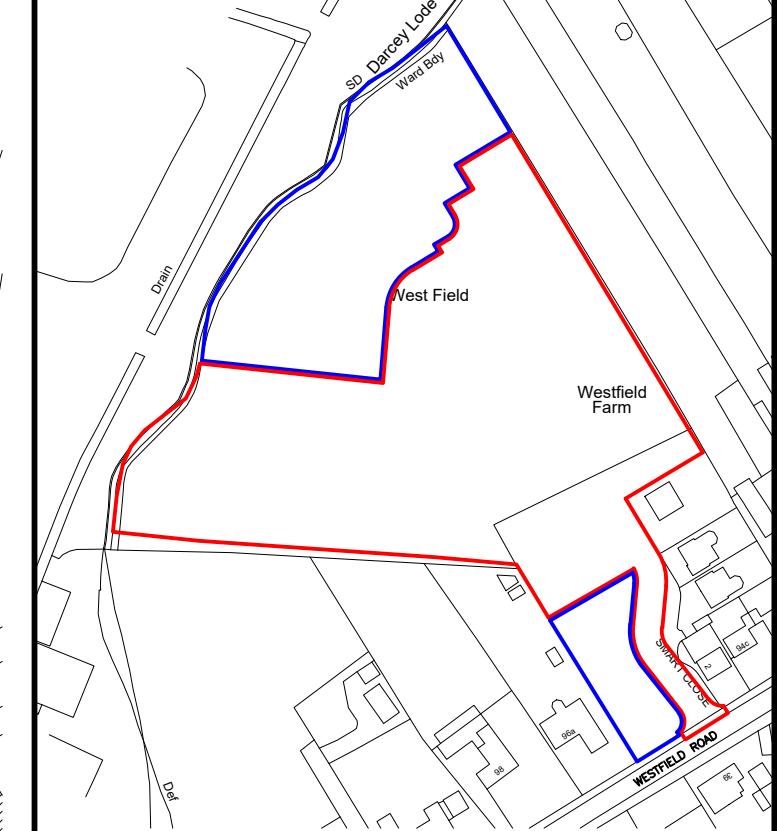 Darcey Lode
SD
Ward Bdy
Drain
West Field
Westfield
Farm
SMART CLOSE
94c
2
96a
WESTFIELD ROAD
98
39
Def